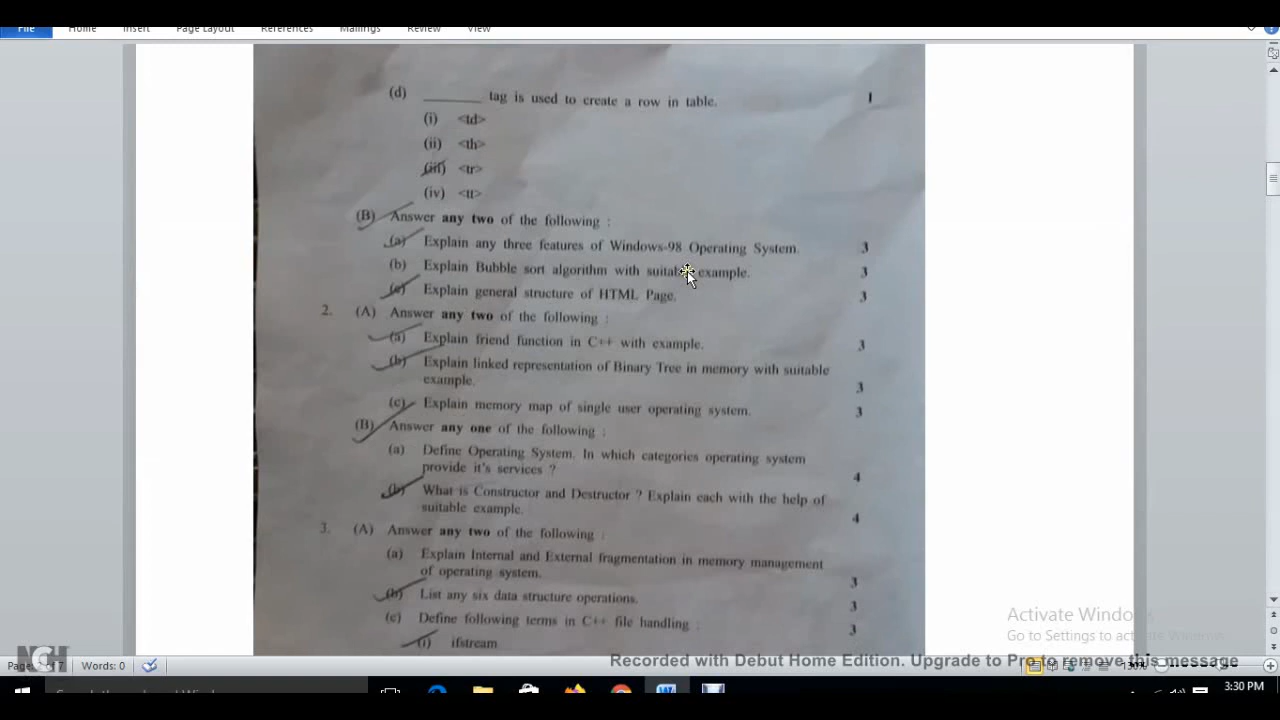 File Home Insert Page Layout References Mailings Review View
(d) ________ tag is used to create a row in table. 1
(i) <td>
(ii) <th>
(iii) <tr>
(iv) <tt>
(B) Answer any two of the following :
(a) Explain any three features of Windows-98 Operating System. 3
(b) Explain Bubble sort algorithm with suitable example. 3
(c) Explain general structure of HTML Page. 3
2. (A) Answer any two of the following :
(a) Explain friend function in C++ with example. 3
(b) Explain linked representation of Binary Tree in memory with suitable
example. 3
(c) Explain memory map of single user operating system. 3
(B) Answer any one of the following :
(a) Define Operating System. In which categories operating system
provide it's services ? 4
(b) What is Constructor and Destructor ? Explain each with the help of
suitable example. 4
3. (A) Answer any two of the following :
(a) Explain Internal and External fragmentation in memory management
of operating system. 3
(b) List any six data structure operations. 3
(c) Define following terms in C++ file handling : 3
(i) ifstream
Activate Windows
Go to Settings to activate Windows.
NGH
Words: 0
Recorded with Debut Home Edition. Upgrade to Pro to remove this message
130%
3:30 PM